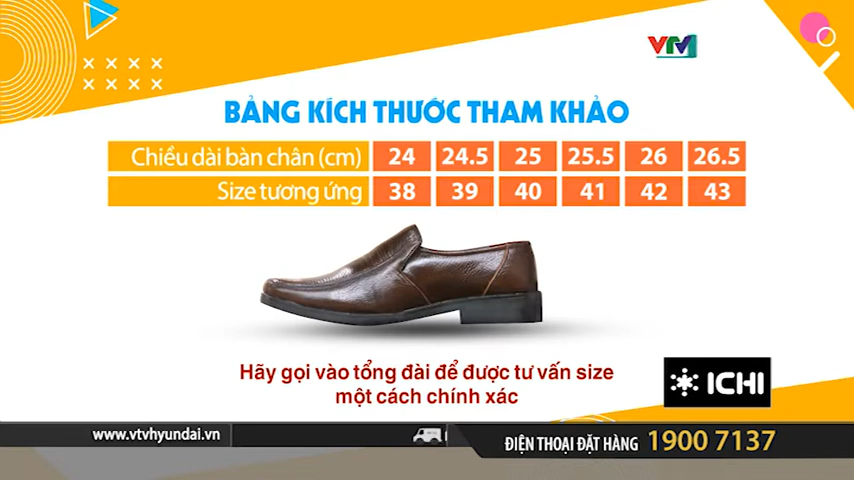 VTV1
BẢNG KÍCH THƯỚC THAM KHẢO
Chiều dài bàn chân (cm) 24 24.5 25 25.5 26 26.5
Size tương ứng 38 39 40 41 42 43
Hãy gọi vào tổng đài để được tư vấn size
một cách chính xác
ICHI
www.vtvhyundai.vn
ĐIỆN THOẠI ĐẶT HÀNG 1900 7137